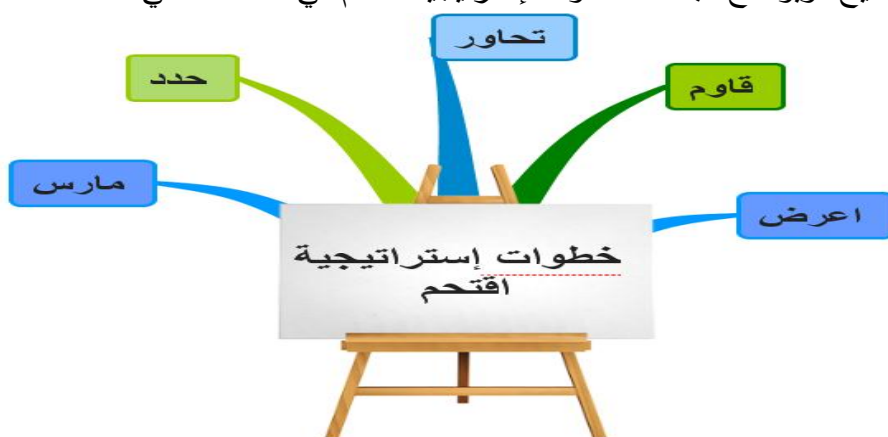 تحاور
حدد
قاوم
مارس
اعرض
خطوات إستراتيجية
اقتحم